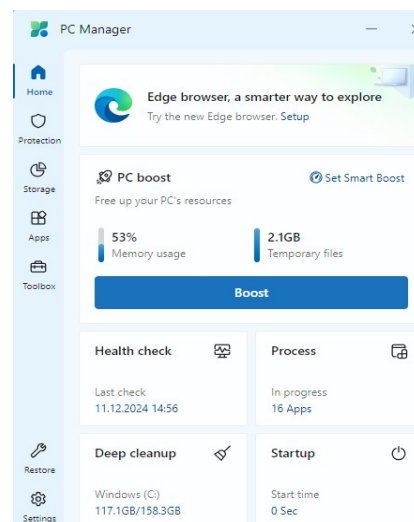 PC Manager
Home
Protection
Storage
Apps
Toolbox
Restore
Settings
Edge browser, a smarter way to explore
Try the new Edge browser. Setup
PC boost
Set Smart Boost
Free up your PC's resources
53%
Memory usage
2.1GB
Temporary files
Boost
Health check
Last check
11.12.2024 14:56
Process
In progress
16 Apps
Deep cleanup
Windows (C:)
117.1GB/158.3GB
Startup
Start time
0 Sec